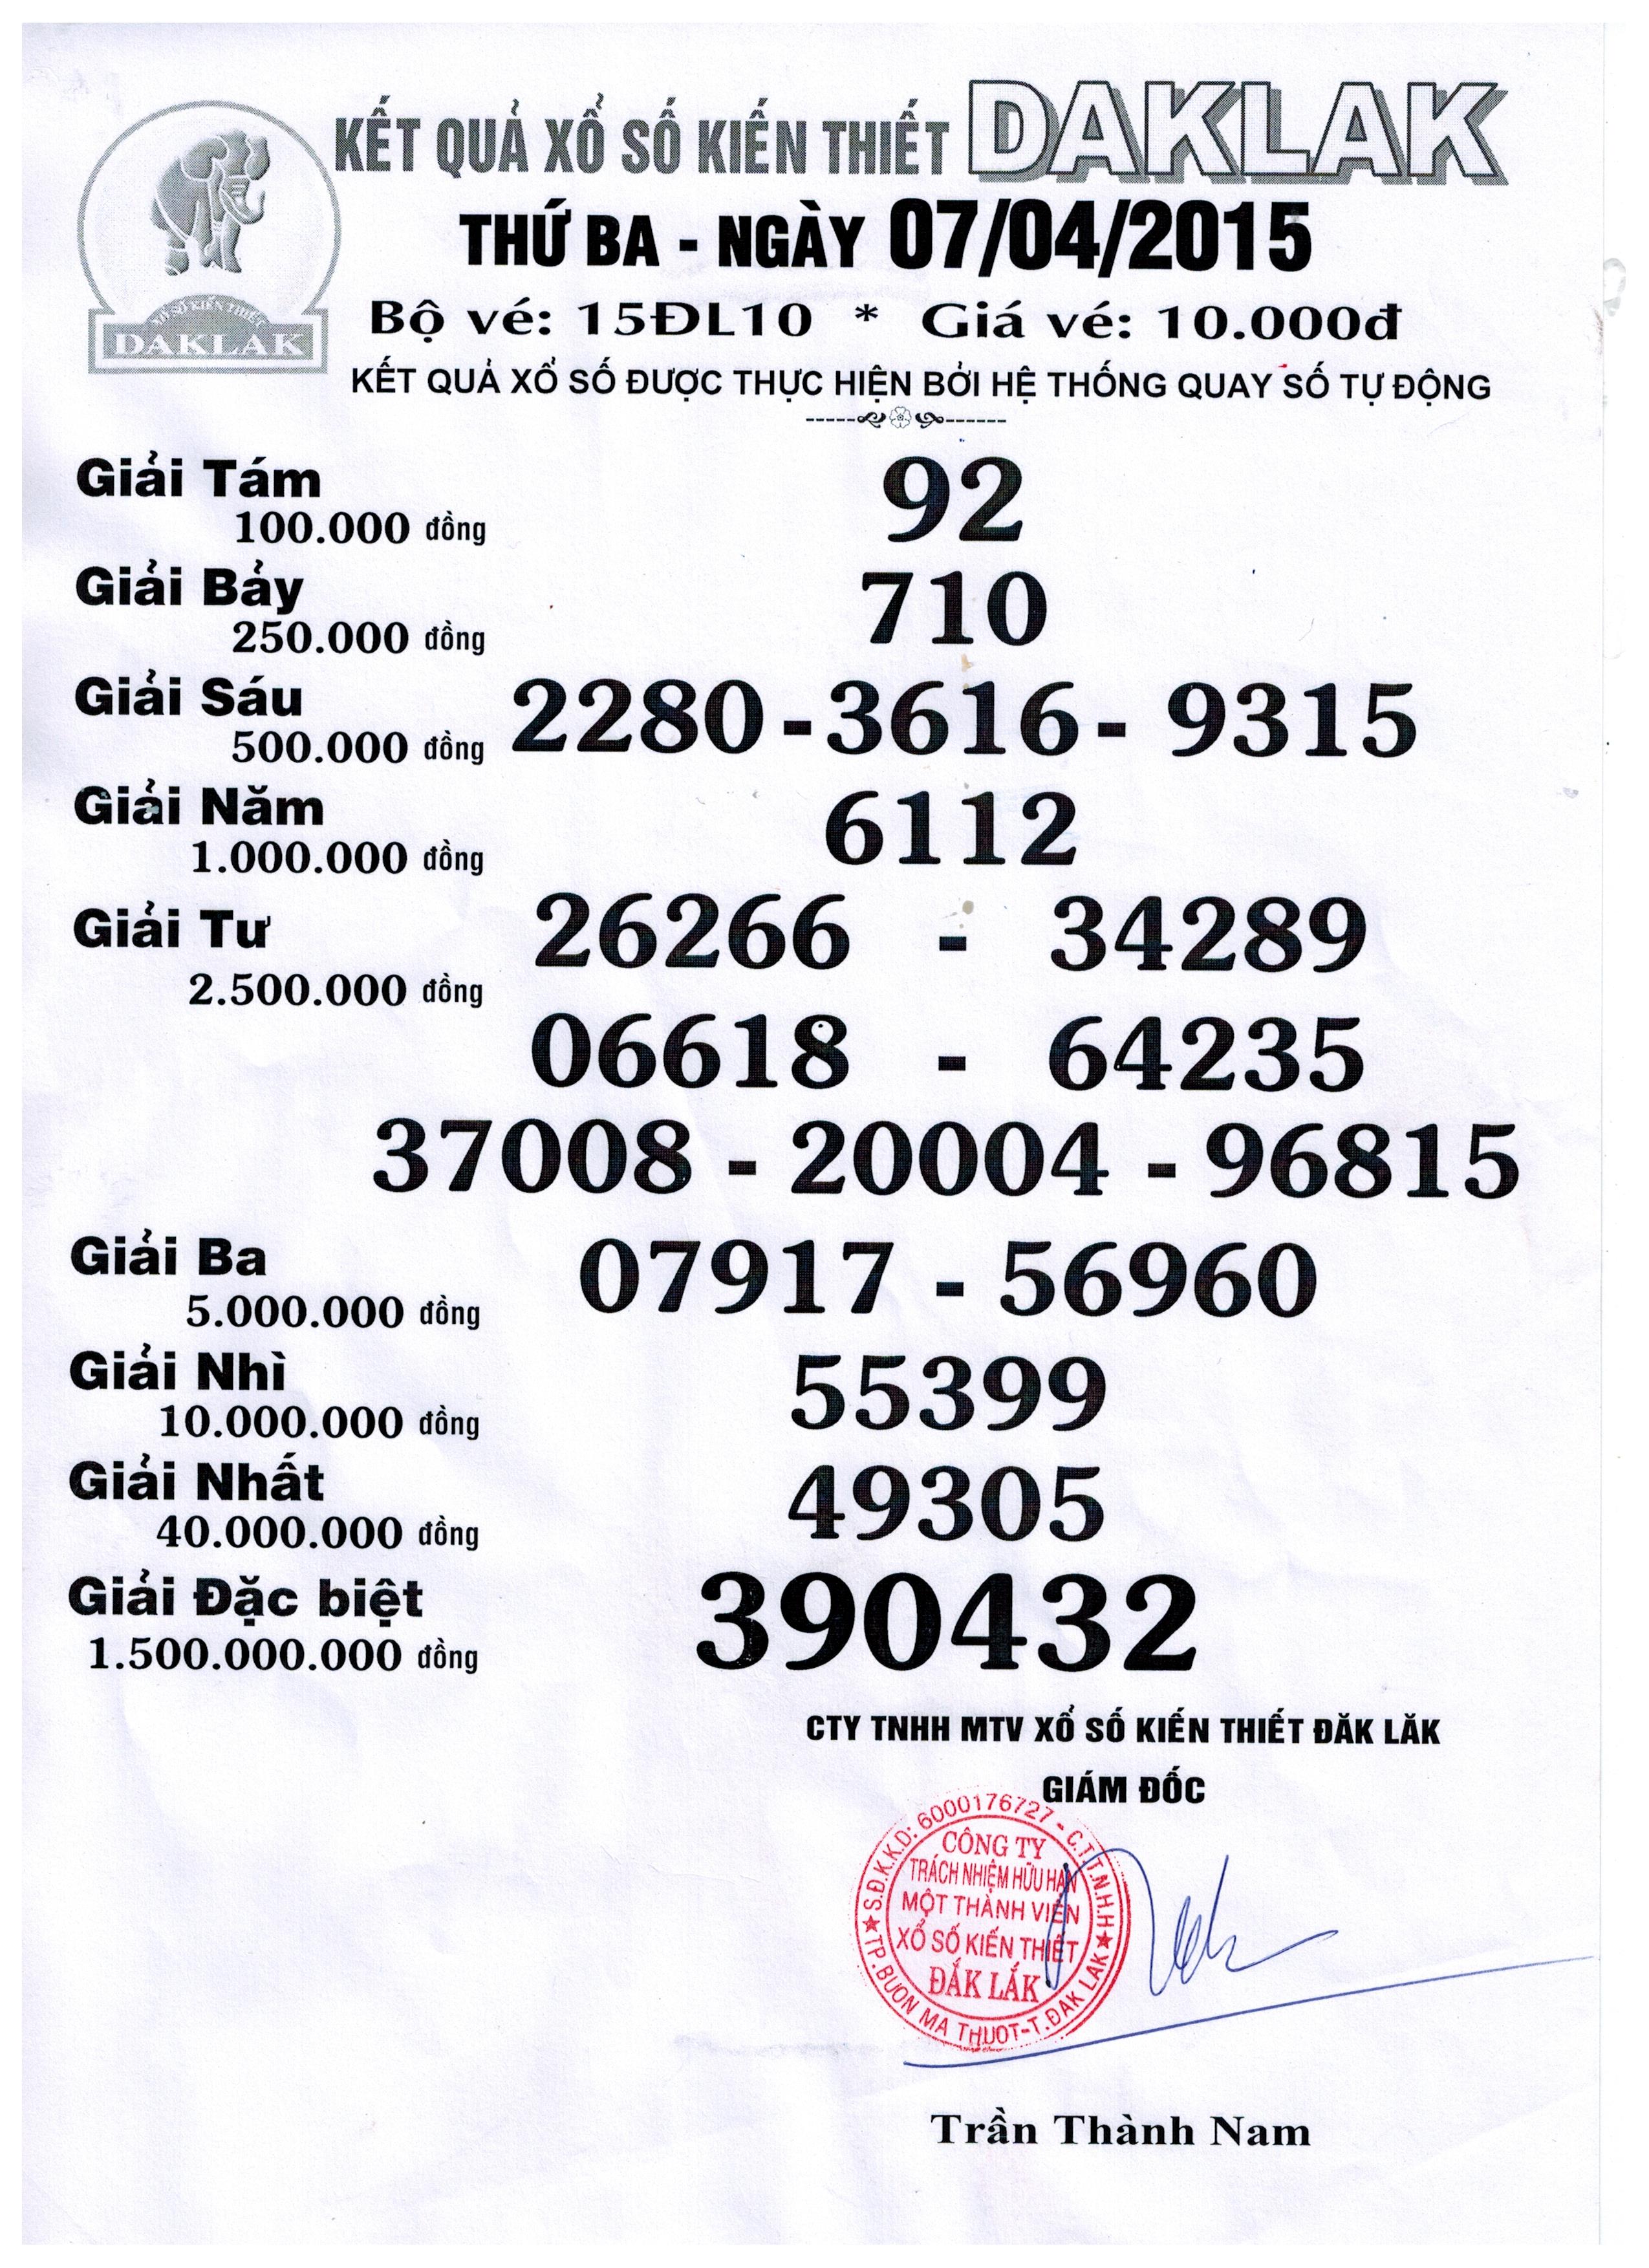 KẾT QUẢ XỔ SỐ KIẾN THIẾT DAKLAK
THỨ BA - NGÀY 07/04/2015
XỔ SỐ KIẾN THIẾT
DAKLAK
Bộ vé: 15ĐL10 * Giá vé: 10.000đ
KẾT QUẢ XỔ SỐ ĐƯỢC THỰC HIỆN BỞI HỆ THỐNG QUAY SỐ TỰ ĐỘNG
Giải Tám 92
100.000 đồng
Giải Bảy 710
250.000 đồng
Giải Sáu 2280 - 3616 - 9315
500.000 đồng
Giải Năm 6112
1.000.000 đồng
Giải Tư 26266 - 34289
2.500.000 đồng
06618 - 64235
37008 - 20004 - 96815
Giải Ba 07917 - 56960
5.000.000 đồng
Giải Nhì 55399
10.000.000 đồng
Giải Nhất 49305
40.000.000 đồng
Giải Đặc biệt 390432
1.500.000.000 đồng
CTY TNHH MTV XỔ SỐ KIẾN THIẾT ĐĂK LĂK
GIÁM ĐỐC
S.Đ.K.K.D: 6000176727 - C.T.T.N.H.H
CÔNG TY
TRÁCH NHIỆM HỮU HẠN
MỘT THÀNH VIÊN
XỔ SỐ KIẾN THIẾT
ĐẮK LẮK
TP. BUON MA THUOT - T. ĐAK LAK
Trần Thành Nam